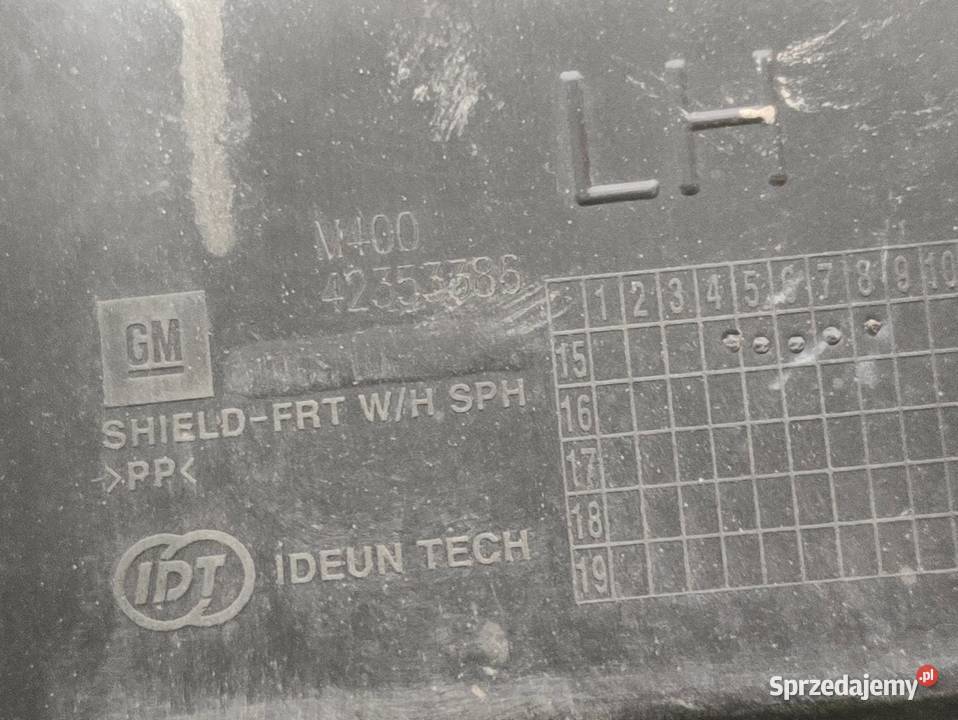 LH
M400
42353386
GM
SHIELD-FRT W/H SPH
>PP<
IDT IDEUN TECH
1 2 3 4 5 6 7 8 9 10
15
16
17
18
19
Sprzedajemy.pl